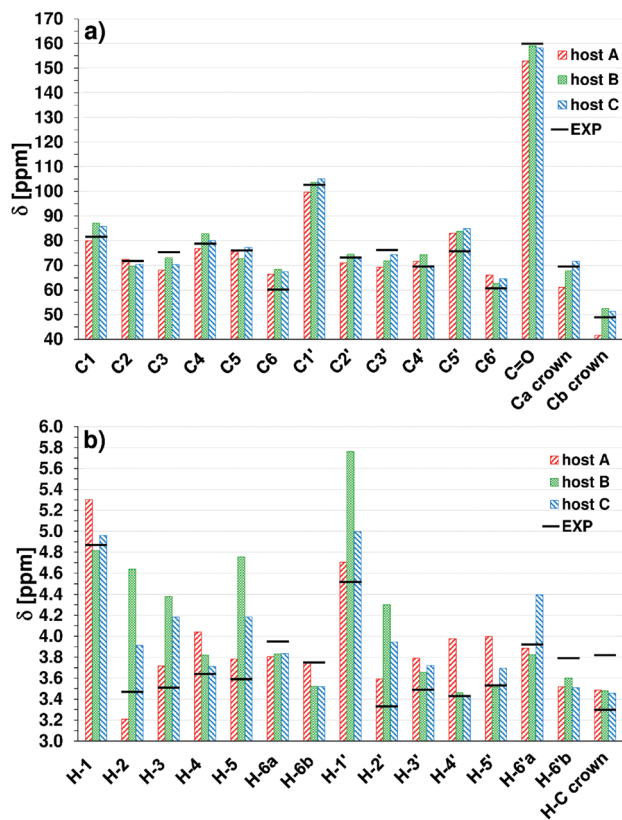 a)
170
160
150
140
130
120
110
100
90
80
70
60
50
40
δ [ppm]
host A
host B
host C
EXP
C1
C2
C3
C4
C5
C6
C1'
C2'
C3'
C4'
C5'
C6'
C=O
Ca crown
Cb crown
b)
6.0
5.8
5.6
5.4
5.2
5.0
4.8
4.6
4.4
4.2
4.0
3.8
3.6
3.4
3.2
3.0
δ [ppm]
host A
host B
host C
EXP
H-1
H-2
H-3
H-4
H-5
H-6a
H-6b
H-1'
H-2'
H-3'
H-4'
H-5'
H-6'a
H-6'b
H-C crown